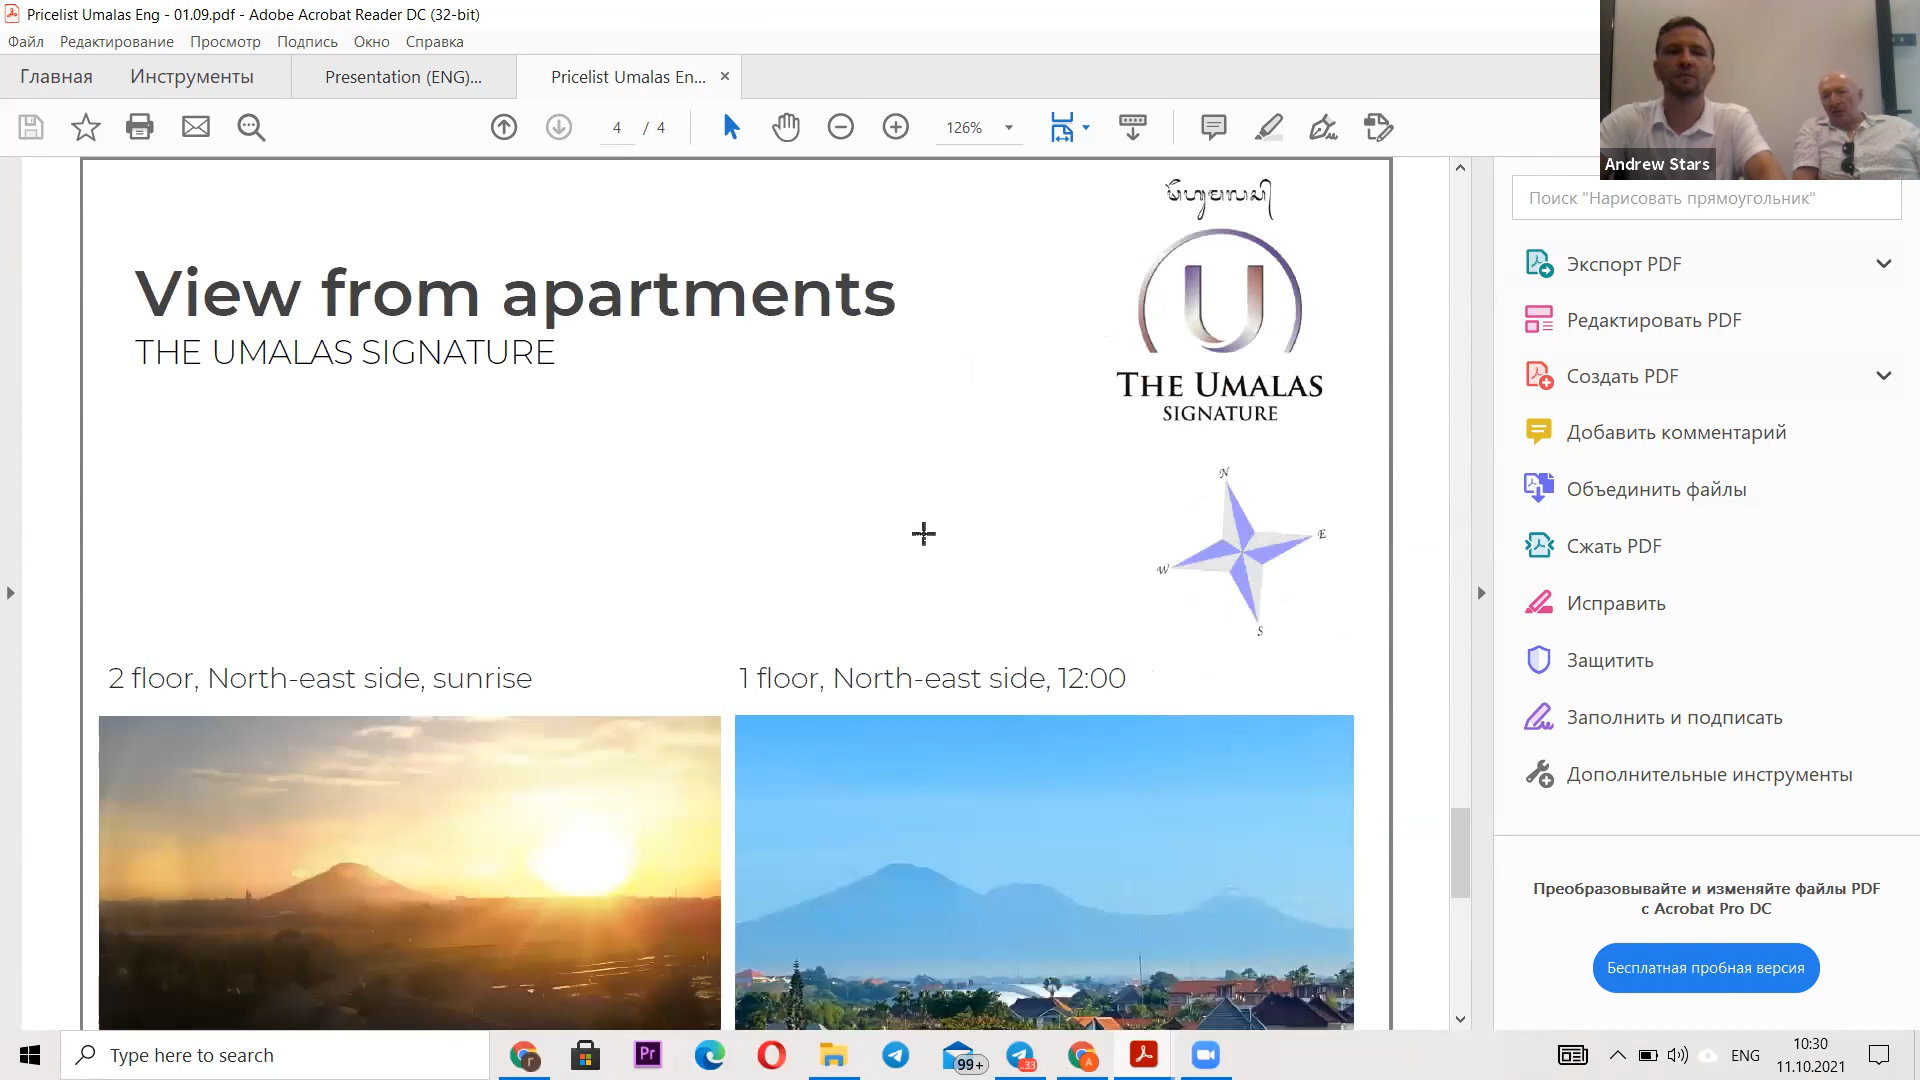 Pricelist Umalas Eng - 01.09.pdf - Adobe Acrobat Reader DC (32-bit)
Файл Редактирование Просмотр Подпись Окно Справка
Главная Инструменты Presentation (ENG)... Pricelist Umalas En... ×
4 / 4 126%
Andrew Stars
Поиск "Нарисовать прямоугольник"
Экспорт PDF
Редактировать PDF
Создать PDF
Добавить комментарий
Объединить файлы
Сжать PDF
Исправить
Защитить
Заполнить и подписать
Дополнительные инструменты
Преобразовывайте и изменяйте файлы PDF
с Acrobat Pro DC
Бесплатная пробная версия
View from apartments
THE UMALAS SIGNATURE
U
THE UMALAS
SIGNATURE
N
E
W
S
2 floor, North-east side, sunrise
1 floor, North-east side, 12:00
Type here to search
Pr
99+
33
ENG
10:30
11.10.2021